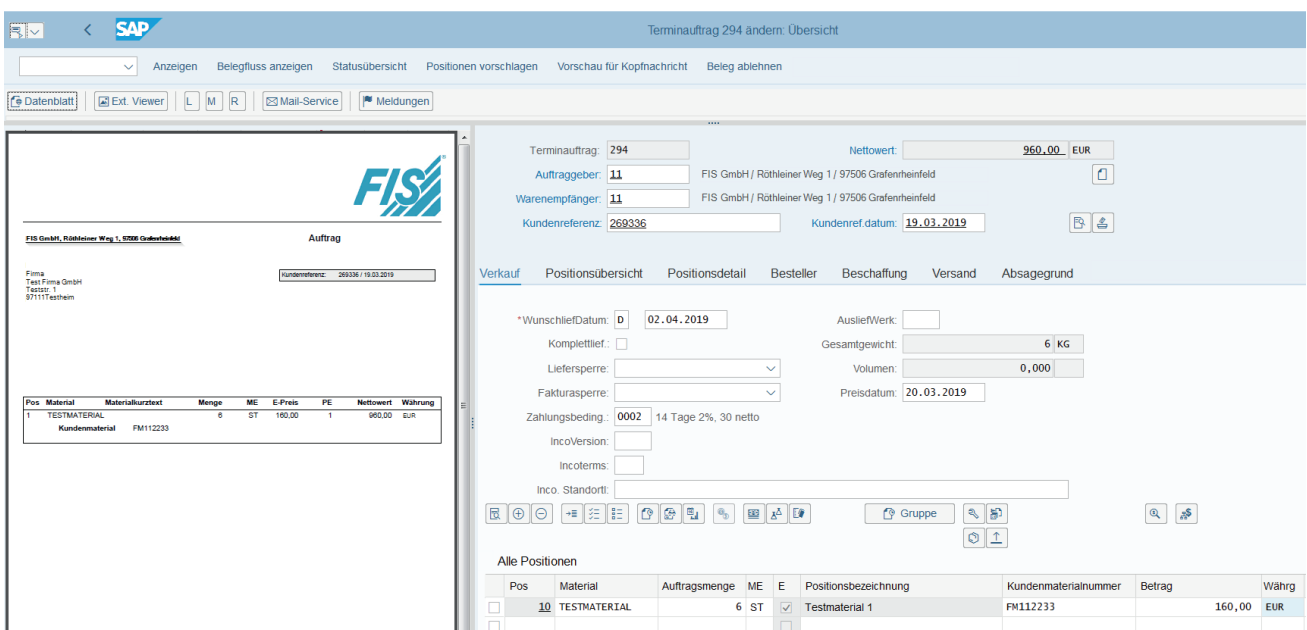 SAP
Terminauftrag 294 ändern: Übersicht
Anzeigen Belegfluss anzeigen Statusübersicht Positionen vorschlagen Vorschau für Kopfnachricht Beleg ablehnen
Datenblatt Ext. Viewer L M R Mail-Service Meldungen
FIS
FIS GmbH, Röthleiner Weg 1, 97506 Grafenrheinfeld
Auftrag
Firma
Test Firma GmbH
Teststr. 1
97111Testheim
Kundenreferenz: 269336 / 19.03.2019
Pos Material Materialkurztext Menge ME E-Preis PE Nettowert Währung
1 TESTMATERIAL 6 ST 160,00 1 960,00 EUR
Kundenmaterial FM112233
Terminauftrag: 294 Nettowert: 960,00 EUR
Auftraggeber: 11 FIS GmbH / Röthleiner Weg 1 / 97506 Grafenrheinfeld
Warenempfänger: 11 FIS GmbH / Röthleiner Weg 1 / 97506 Grafenrheinfeld
Kundenreferenz: 269336 Kundenref.datum: 19.03.2019
Verkauf Positionsübersicht Positionsdetail Besteller Beschaffung Versand Absagegrund
*WunschliefDatum: D 02.04.2019 AusliefWerk:
Komplettlief.: Gesamtgewicht: 6 KG
Liefersperre: Volumen: 0,000
Fakturasperre: Preisdatum: 20.03.2019
Zahlungsbeding.: 0002 14 Tage 2%, 30 netto
IncoVersion:
Incoterms:
Inco. Standortl:
Gruppe
Alle Positionen
Pos Material Auftragsmenge ME E Positionsbezeichnung Kundenmaterialnummer Betrag Währg
10 TESTMATERIAL 6 ST Testmaterial 1 FM112233 160,00 EUR